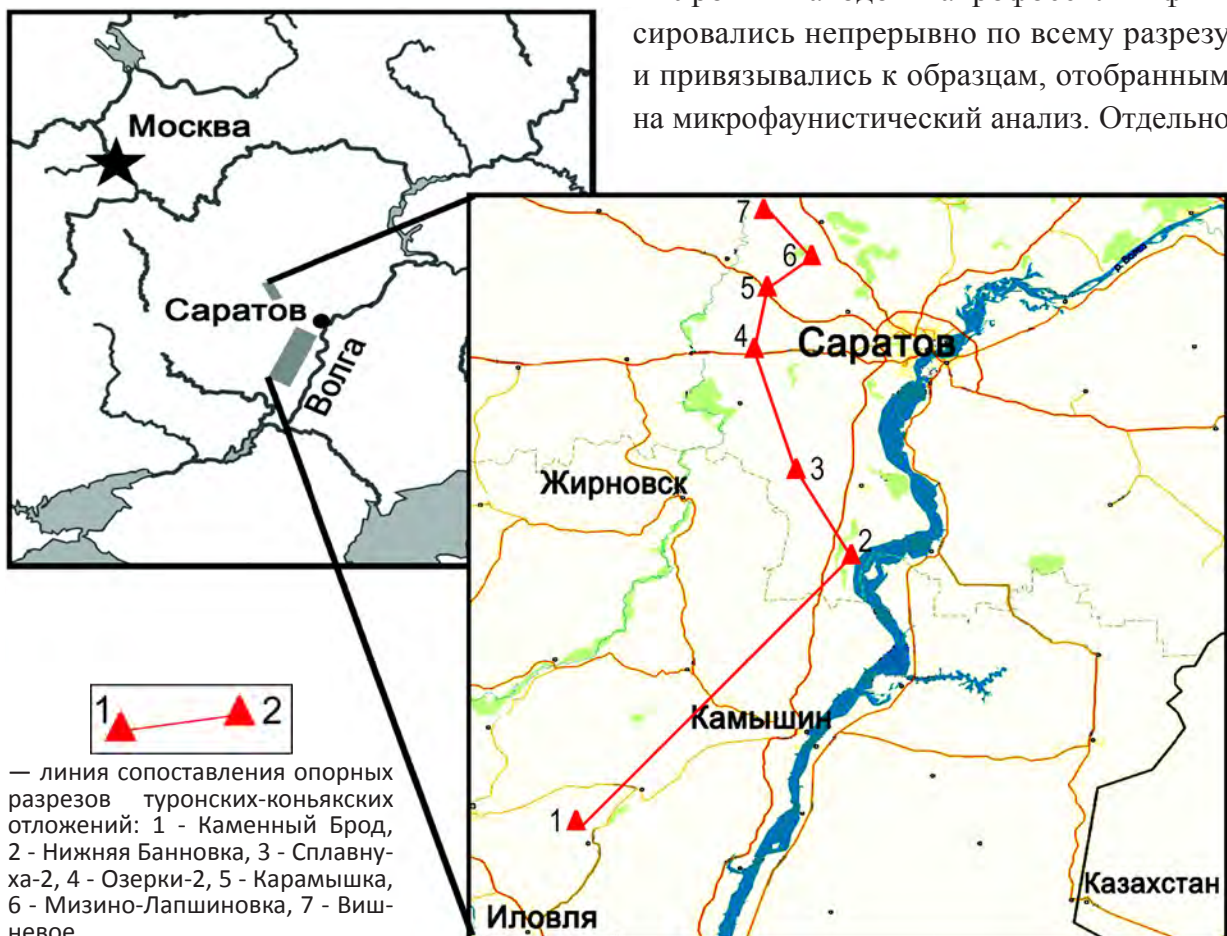 сировались непрерывно по всему разрезу
и привязывались к образцам, отобранным
на микрофаунистический анализ. Отдельно
Москва
Саратов
Волга
7
6
5
4
Саратов
3
Жирновск
2
Камышин
1
Казахстан
Иловля
1 2
— линия сопоставления опорных
разрезов туронских-коньякских
отложений: 1 - Каменный Брод,
2 - Нижняя Банновка, 3 - Сплавну-
ха-2, 4 - Озерки-2, 5 - Карамышка,
6 - Мизино-Лапшиновка, 7 - Виш-
невое